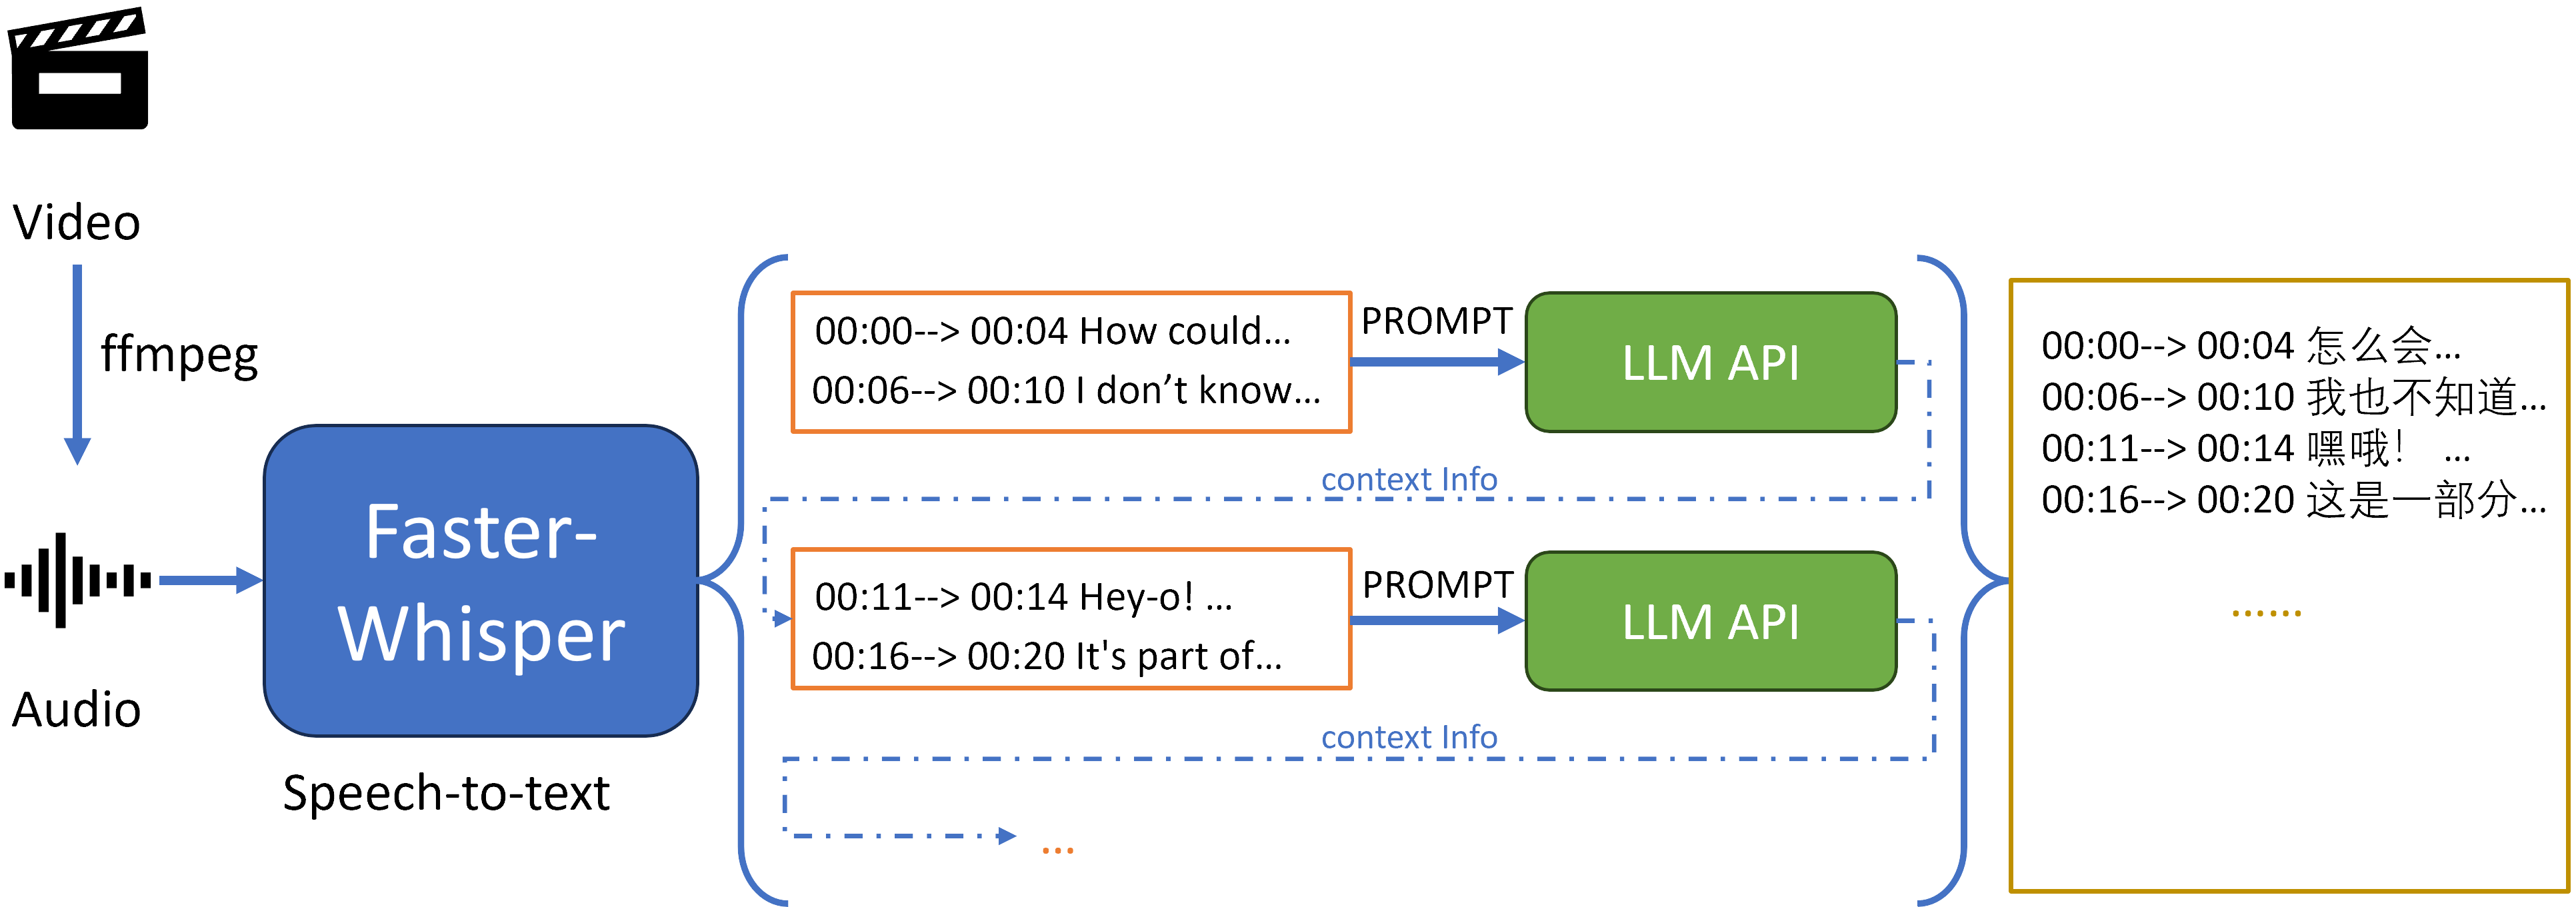 Video
ffmpeg
Audio
Faster-
Whisper
Speech-to-text
00:00--> 00:04 How could...
00:06--> 00:10 I don’t know...
PROMPT
LLM API
context Info
00:11--> 00:14 Hey-o! ...
00:16--> 00:20 It's part of...
PROMPT
LLM API
context Info
...
00:00--> 00:04 怎么会...
00:06--> 00:10 我也不知道...
00:11--> 00:14 嘿哦！ ...
00:16--> 00:20 这是一部分...
......